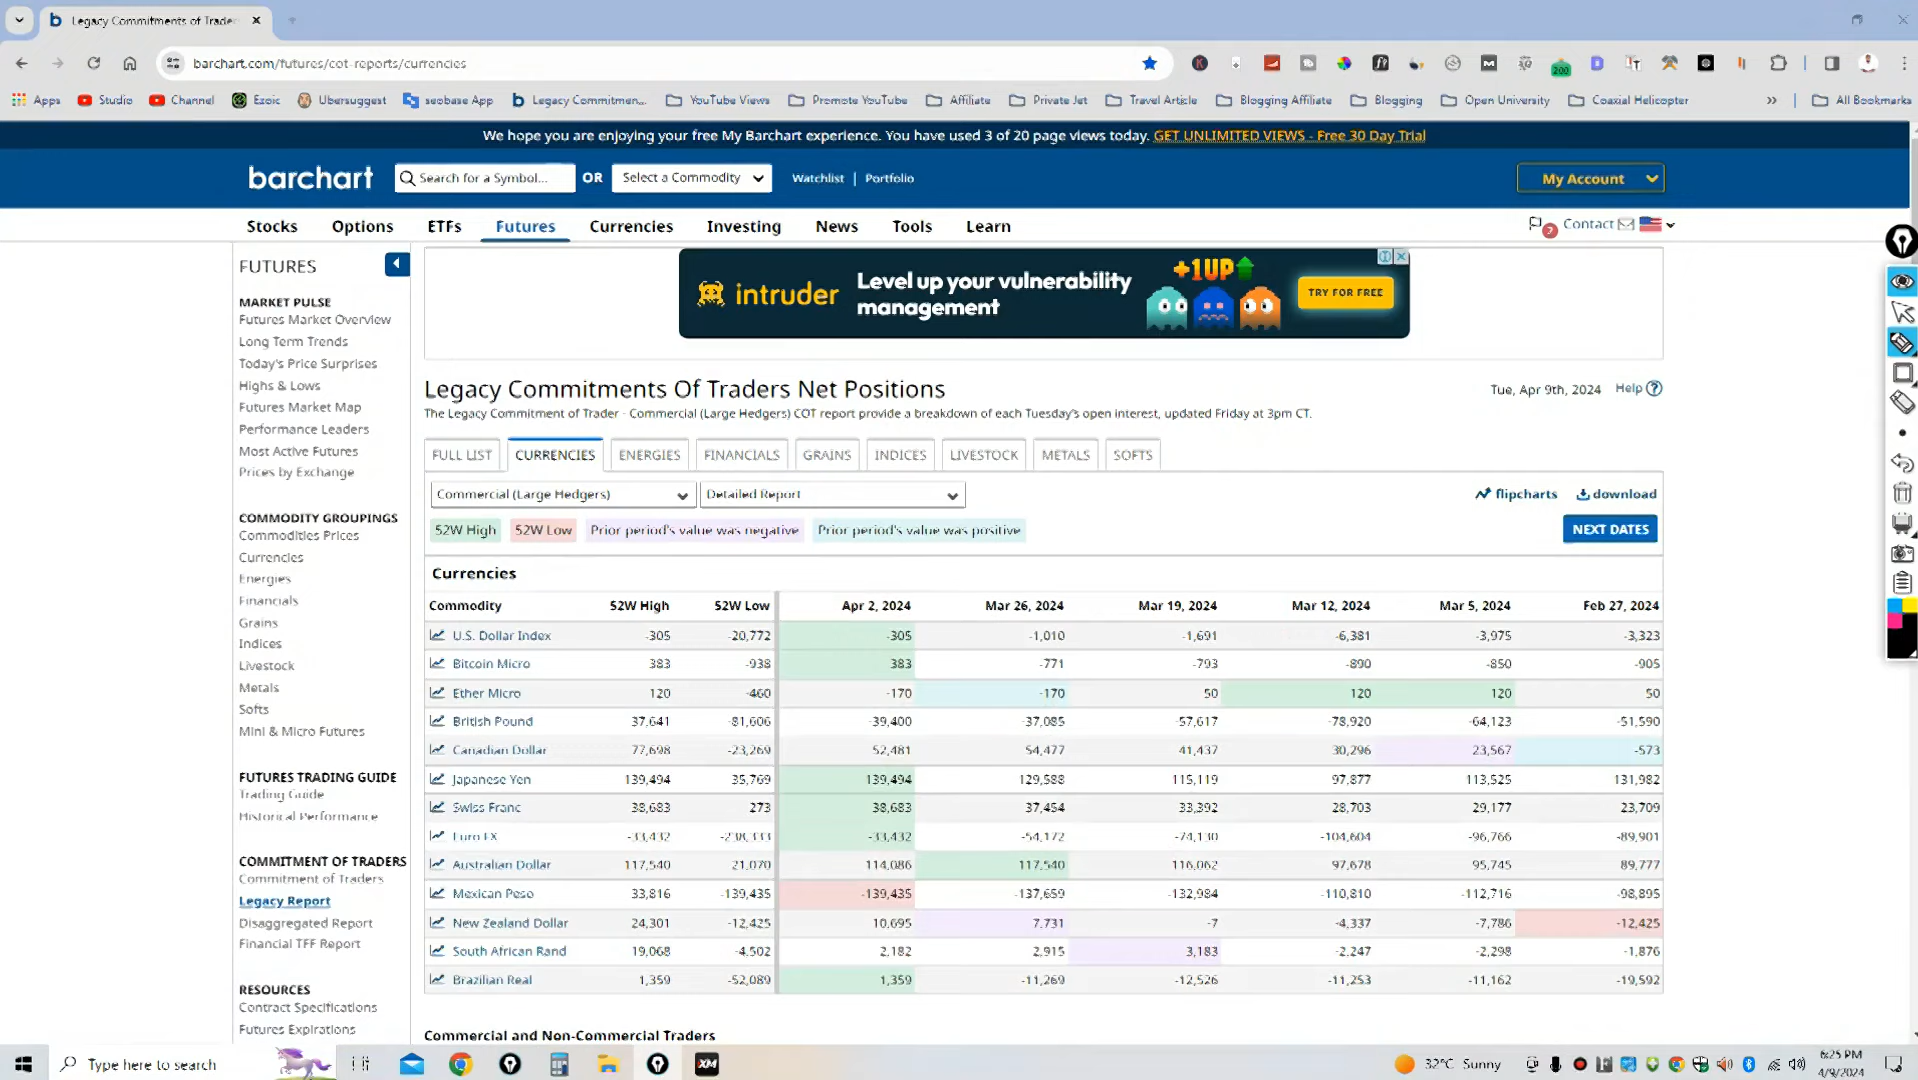 Legacy Commitments of Trade
barchart.com/futures/cot-reports/currencies
Apps Studio Channel Ezoic Ubersuggest seobase App Legacy Commitmen... YouTube Views Promote YouTube Affiliate Private Jet Travel Article Blogging Affiliate Blogging Open University Coaxial Helicopter » All Bookmarks
We hope you are enjoying your free My Barchart experience. You have used 3 of 20 page views today. GET UNLIMITED VIEWS - Free 30 Day Trial
barchart Search for a Symbol... OR Select a Commodity Watchlist | Portfolio My Account
Stocks Options ETFs Futures Currencies Investing News Tools Learn Contact
FUTURES
MARKET PULSE
Futures Market Overview
Long Term Trends
Today's Price Surprises
Highs & Lows
Futures Market Map
Performance Leaders
Most Active Futures
Prices by Exchange
COMMODITY GROUPINGS
Commodities Prices
Currencies
Energies
Financials
Grains
Indices
Livestock
Metals
Softs
Mini & Micro Futures
FUTURES TRADING GUIDE
Trading Guide
Historical Performance
COMMITMENT OF TRADERS
Commitment of Traders
Legacy Report
Disaggregated Report
Financial TFF Report
RESOURCES
Contract Specifications
Futures Expirations
intruder
Level up your vulnerability
management
+1UP
TRY FOR FREE
Legacy Commitments Of Traders Net Positions
Tue, Apr 9th, 2024 Help
The Legacy Commitment of Trader - Commercial (Large Hedgers) COT report provide a breakdown of each Tuesday's open interest, updated Friday at 3pm CT.
FULL LIST CURRENCIES ENERGIES FINANCIALS GRAINS INDICES LIVESTOCK METALS SOFTS
Commercial (Large Hedgers) Detailed Report flipcharts download
52W High 52W Low Prior period's value was negative Prior period's value was positive NEXT DATES
Currencies
Commodity 52W High 52W Low Apr 2, 2024 Mar 26, 2024 Mar 19, 2024 Mar 12, 2024 Mar 5, 2024 Feb 27, 2024
U.S. Dollar Index -305 -20,772 -305 -1,010 -1,691 -6,381 -3,975 -3,323
Bitcoin Micro 383 -938 383 -771 -793 -890 -850 -905
Ether Micro 120 -460 -170 -170 50 120 120 50
British Pound 37,641 -81,606 -39,400 -37,085 -57,617 -78,920 -64,123 -51,590
Canadian Dollar 77,698 -23,269 52,481 54,477 41,437 30,296 23,567 -573
Japanese Yen 139,494 35,769 139,494 129,588 115,119 97,877 113,525 131,982
Swiss Franc 38,683 273 38,683 37,454 33,392 28,703 29,177 23,709
Euro FX -33,432 -33,432 -54,172 -74,130 -104,604 -96,766 -89,901
Australian Dollar 117,540 21,070 114,086 117,540 116,062 97,678 95,745 89,777
Mexican Peso 33,816 -139,435 -139,435 -137,659 -132,984 -110,810 -112,716 -98,895
New Zealand Dollar 24,301 -12,425 10,695 7,731 -7 -4,337 -7,786 -12,425
South African Rand 19,068 -4,502 2,182 2,915 3,183 -2,247 -2,298 -1,876
Brazilian Real 1,359 -52,089 1,359 -11,269 -12,526 -11,253 -11,162 -19,592
Commercial and Non-Commercial Traders
Type here to search
XM
32°C Sunny
6:25 PM
4/9/2024